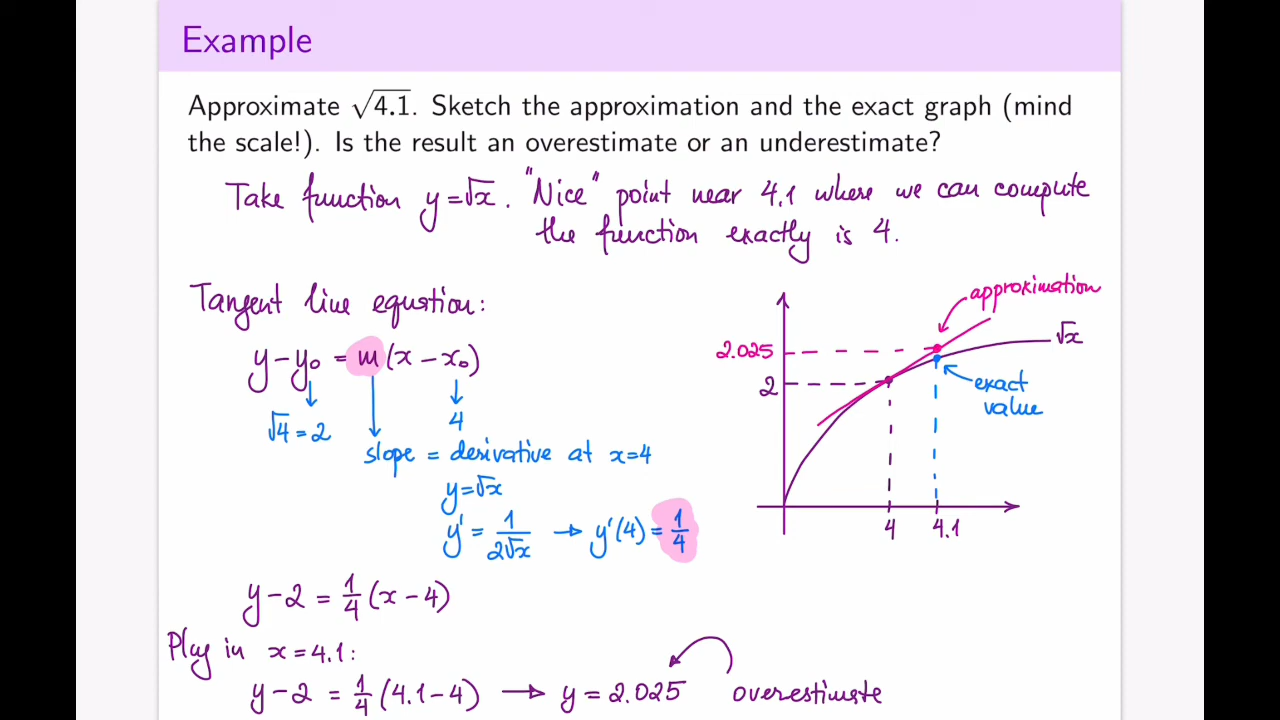 Example
Approximate √4.1. Sketch the approximation and the exact graph (mind
the scale!). Is the result an overestimate or an underestimate?
Take function y=√x. "Nice" point near 4.1 where we can compute
the function exactly is 4.
Tangent line equation:
y-y₀ = m(x-x₀)
√4=2
4
slope = derivative at x=4
y=√x
y' = 1/(2√x) → y'(4) = 1/4
approximation
√x
2.025
2
exact
value
4
4.1
y-2 = 1/4 (x-4)
Plug in x=4.1:
y-2 = 1/4 (4.1-4) → y = 2.025 overestimate